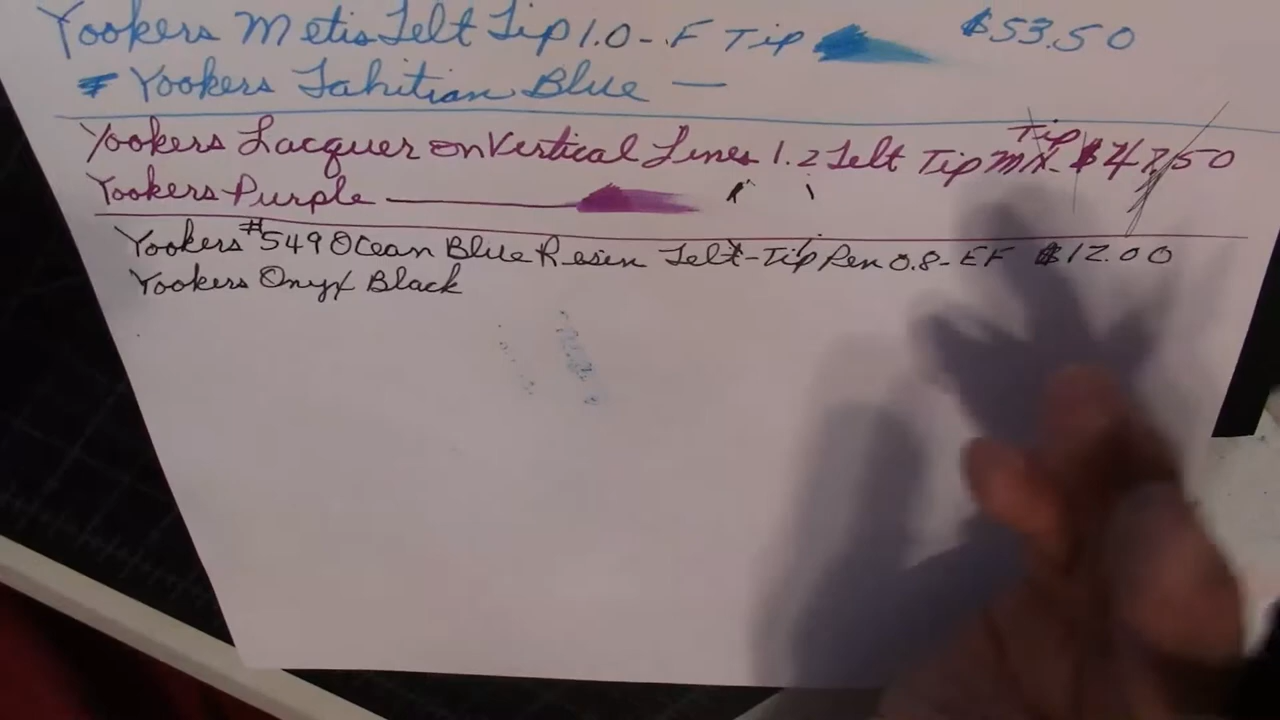 Yookers Metis Felt Tip 1.0 - F Tip $53.50
Yookers Tahitian Blue —
Tip
Yookers Lacquer on Vertical Lines 1.2 Felt Tip M $47.50
Yookers Purple
Yookers #549 Ocean Blue Resin Felt-Tip Pen 0.8 - EF $12.00
Yookers Onyx Black